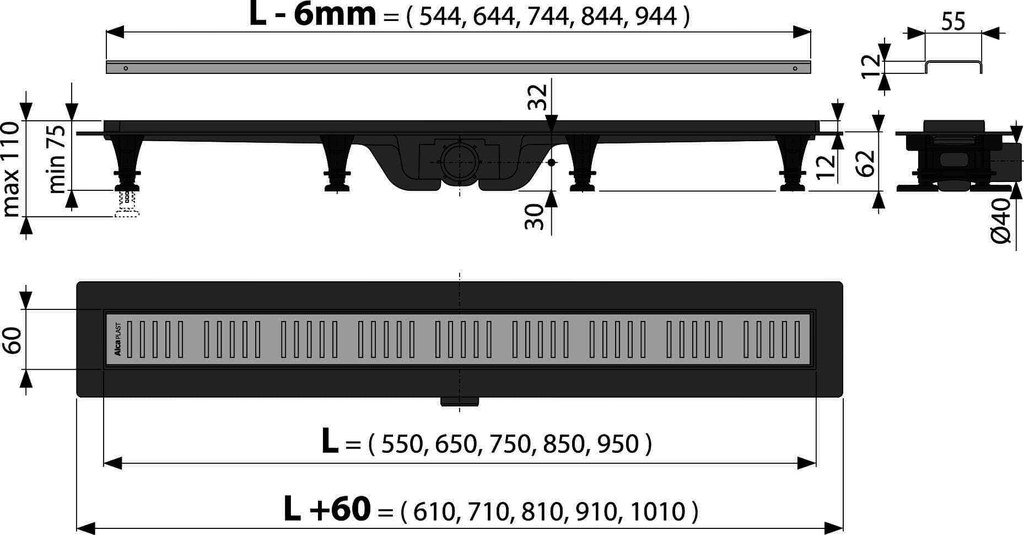 L - 6mm = ( 544, 644, 744, 844, 944 )
55
12
32
max 110
min 75
12
62
30
Ø40
60
AlcaPLAST
L = ( 550, 650, 750, 850, 950 )
L +60 = ( 610, 710, 810, 910, 1010 )